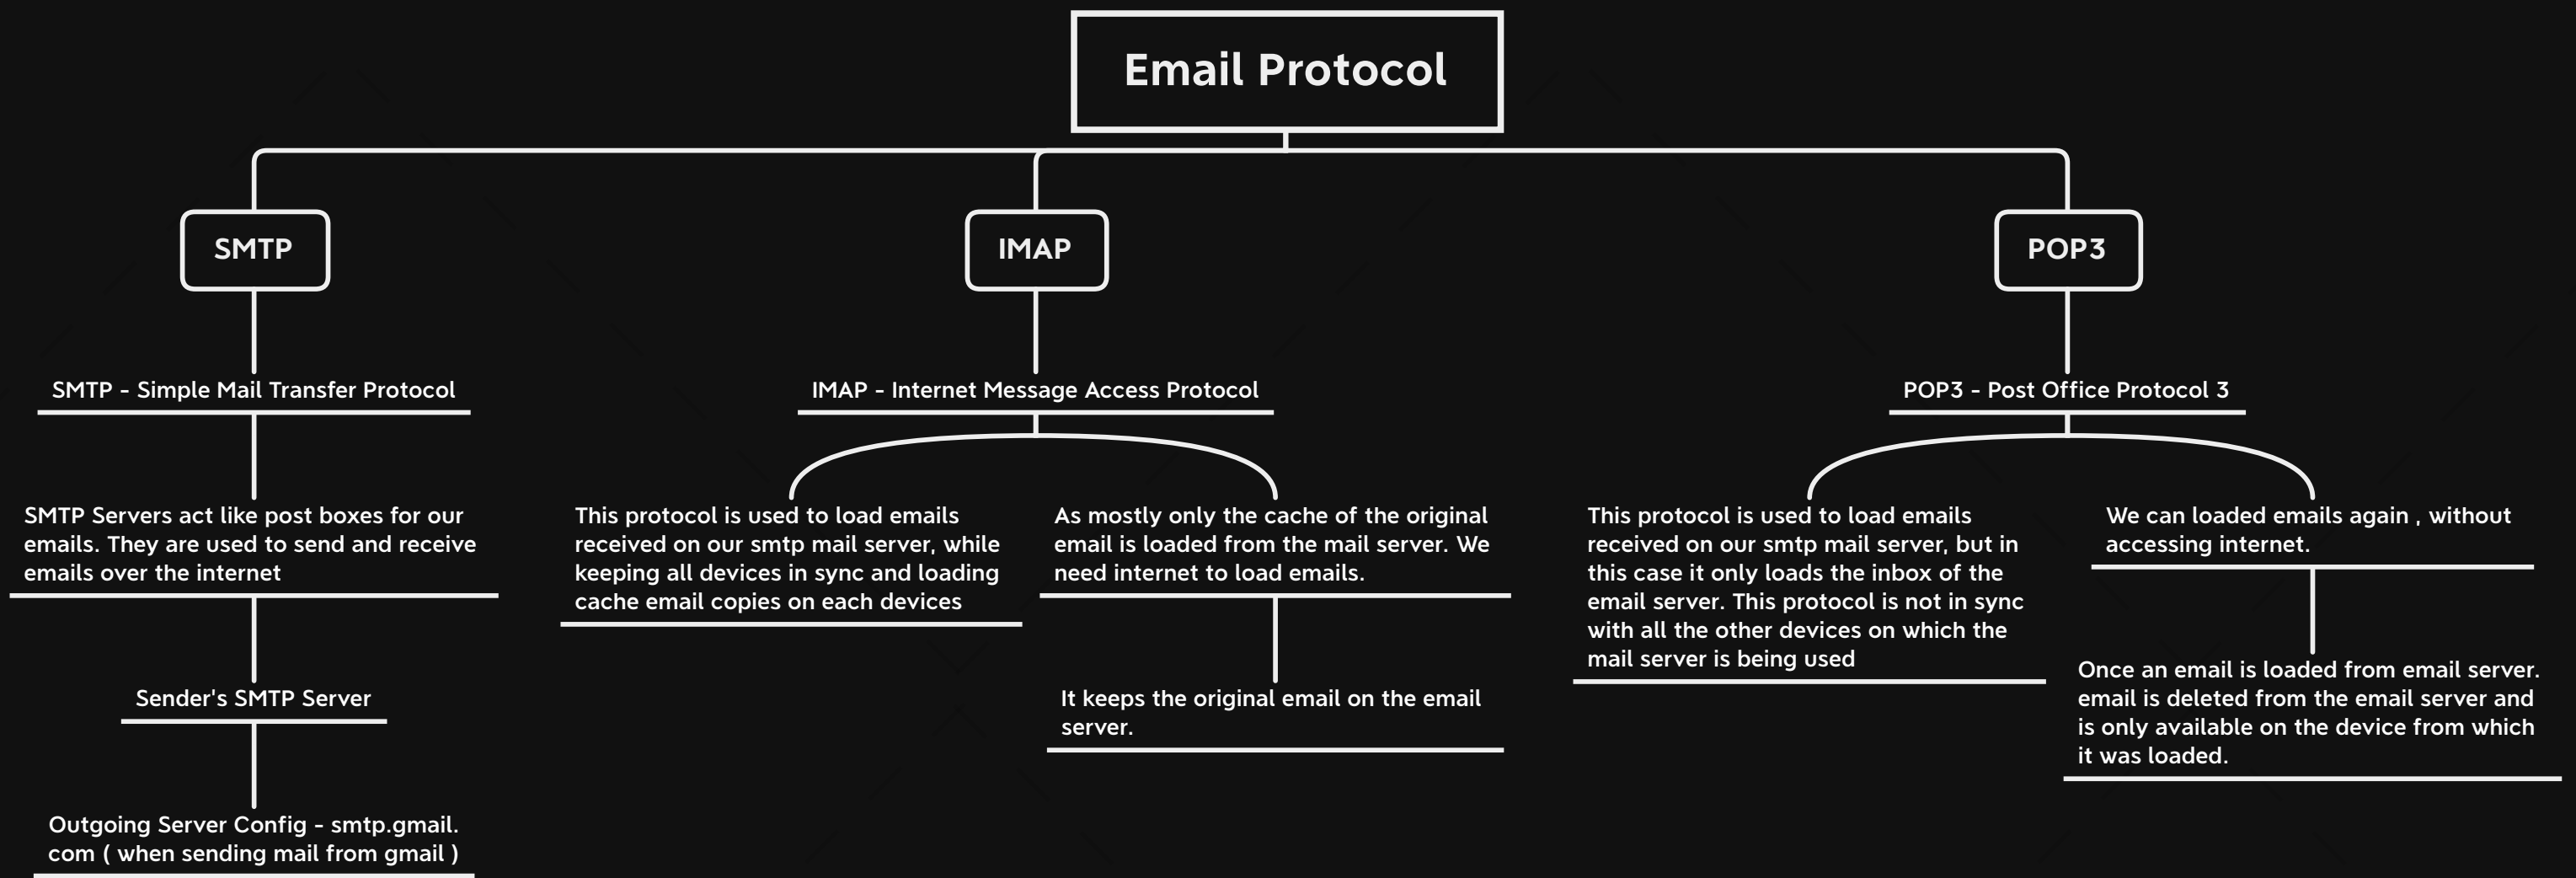 Email Protocol
SMTP
IMAP
POP3
SMTP - Simple Mail Transfer Protocol
IMAP - Internet Message Access Protocol
POP3 - Post Office Protocol 3
SMTP Servers act like post boxes for our
emails. They are used to send and receive
emails over the internet
This protocol is used to load emails
received on our smtp mail server, while
keeping all devices in sync and loading
cache email copies on each devices
As mostly only the cache of the original
email is loaded from the mail server. We
need internet to load emails.
This protocol is used to load emails
received on our smtp mail server, but in
this case it only loads the inbox of the
email server. This protocol is not in sync
with all the other devices on which the
mail server is being used
We can loaded emails again , without
accessing internet.
Sender's SMTP Server
It keeps the original email on the email
server.
Once an email is loaded from email server.
email is deleted from the email server and
is only available on the device from which
it was loaded.
Outgoing Server Config - smtp.gmail.
com ( when sending mail from gmail )